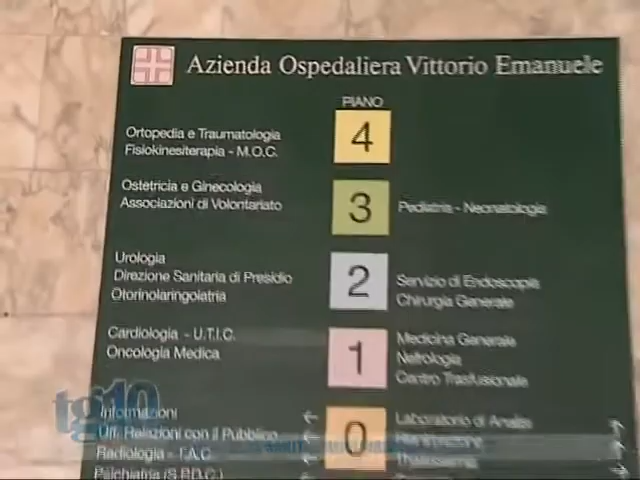 Azienda Ospedaliera Vittorio Emanuele
PIANO
Ortopedia e Traumatologia
Fisiokinesiterapia - M.O.C.
4
Ostetricia e Ginecologia
Associazioni di Volontariato
3
Pediatria - Neonatologia
Urologia
Direzione Sanitaria di Presidio
Otorinolaringoiatria
2
Servizio di Endoscopia
Chirurgia Generale
Cardiologia - U.T.I.C.
Oncologia Medica
1
Medicina Generale
Nefrologia
Centro Trasfusionale
tg10
Informazioni
Uff. Relazioni con il Pubblico
Radiologia - T.A.C.
Psichiatria (S.P.D.C.)
0
Laboratorio di Analisi